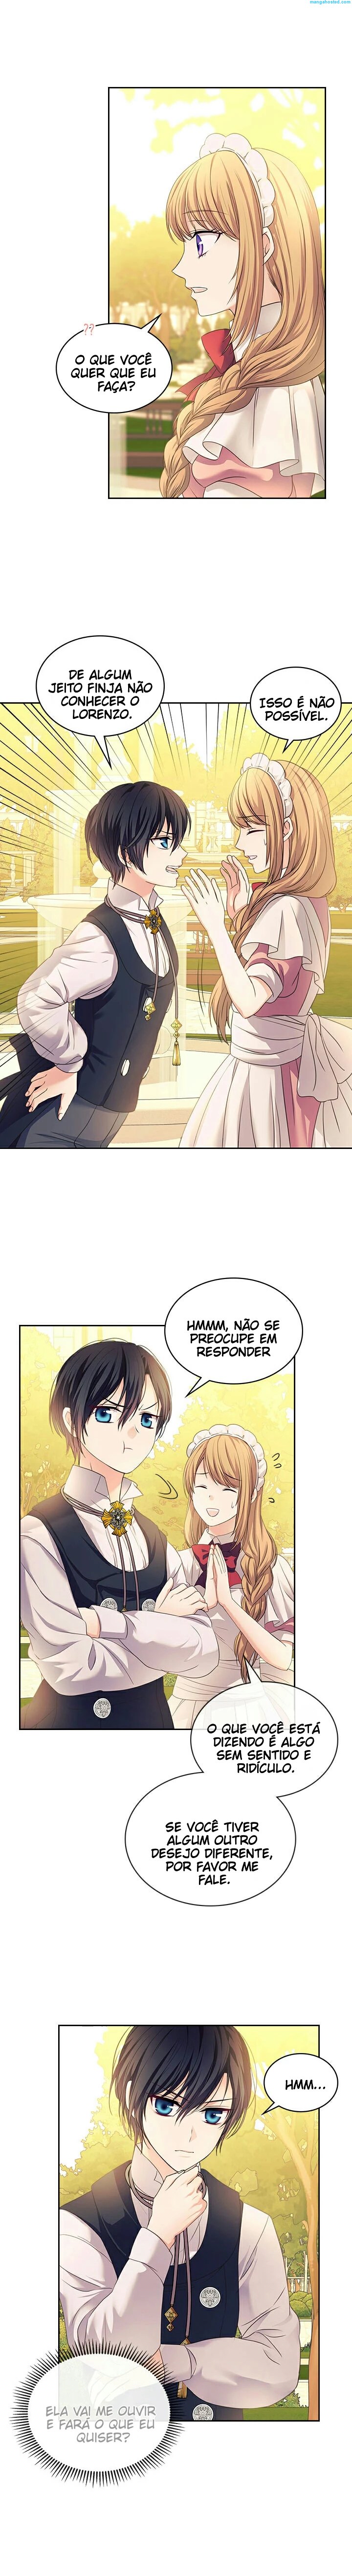 mangahosted.com
??
O QUE VOCÊ
QUER QUE EU
FAÇA?
DE ALGUM
JEITO FINJA NÃO
CONHECER O
LORENZO.
ISSO É NÃO
POSSÍVEL.
HMMM, NÃO SE
PREOCUPE EM
RESPONDER
O QUE VOCÊ ESTÁ
DIZENDO É ALGO
SEM SENTIDO E
RIDÍCULO.
SE VOCÊ TIVER
ALGUM OUTRO
DESEJO DIFERENTE,
POR FAVOR ME
FALE.
HMM...
ELA VAI ME OUVIR
E FARÁ O QUE EU
QUISER?